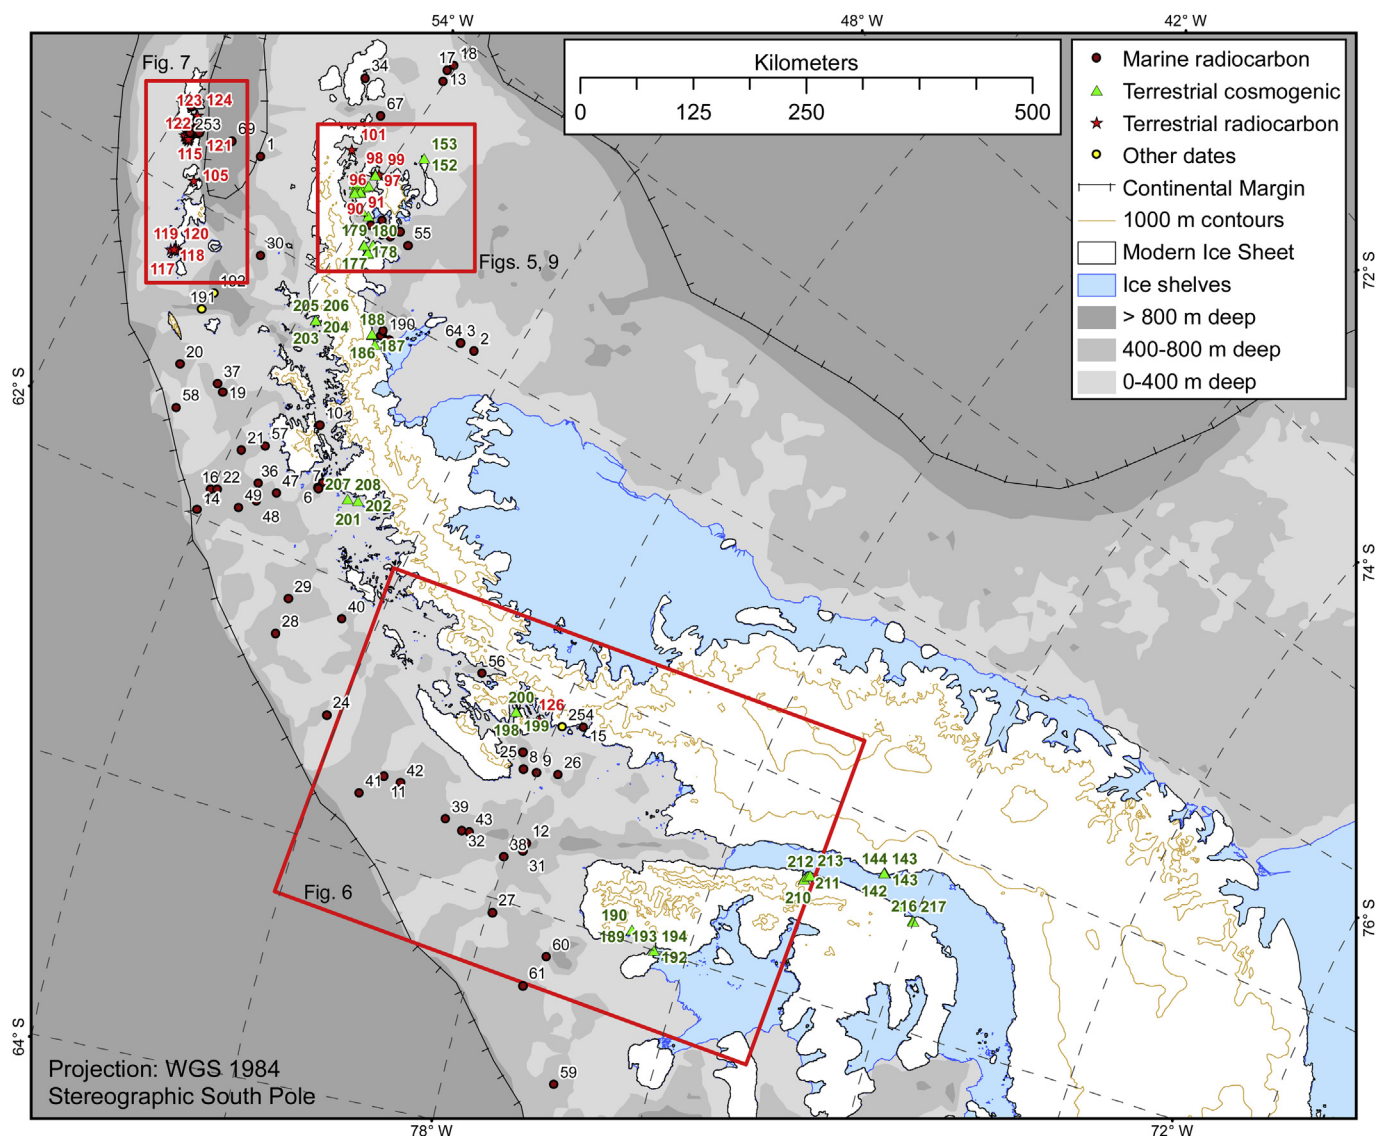 54° W
48° W
42° W
Fig. 7
123 124
122 253
121
115
69
1
105
119 120
118
117
30
192
191
34
17 18
13
67
101
98 99
96 97
91
90
179 180
178
177
153
152
55
Figs. 5, 9
Kilometers
0 125 250 500
Marine radiocarbon
Terrestrial cosmogenic
Terrestrial radiocarbon
Other dates
Continental Margin
1000 m contours
Modern Ice Sheet
Ice shelves
> 800 m deep
400-800 m deep
0-400 m deep
72° S
74° S
76° S
62° S
64° S
205 206
204
203
188 190
187
186
64 3
2
20
37
19
58
10
21 57
16 22
14
36
49
47
48
7
6
207 208
202
201
29
28
40
24
56
200 126
254
198 199
15
25 8 9 26
41 42
11
39
43
32
12
38
31
27
60
61
59
Fig. 6
212 213
211
210
144 143
143
142
216 217
190
189 193 194
192
Projection: WGS 1984
Stereographic South Pole
78° W
72° W